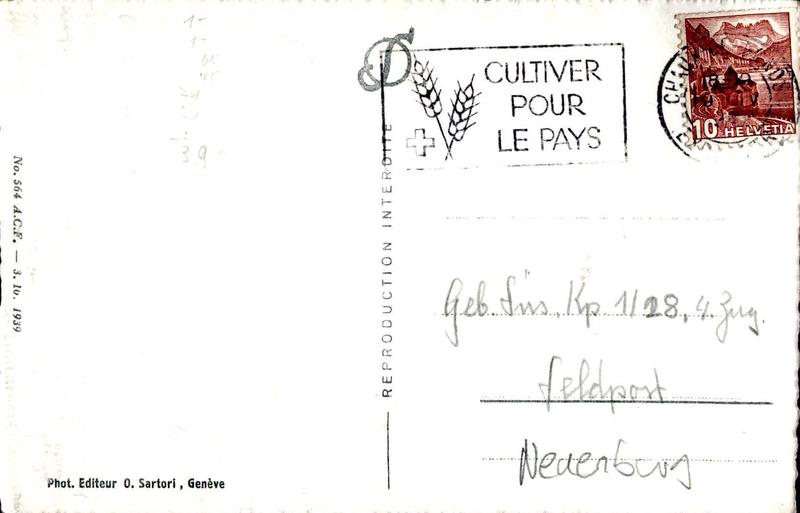 CULTIVER
POUR
LE PAYS
10 HELVETIA
No. 564 A.C.F. — 3. 10. 1939
REPRODUCTION INTERDITE
Geb. Füs. Kp. 1/28, 4. Zug.
Feldpost
Neuenburg
Phot. Editeur O. Sartori, Genève